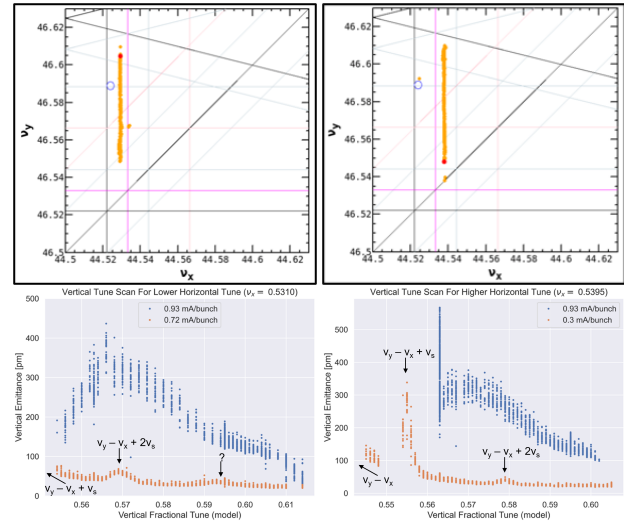 46.62
46.6
46.58
νy
46.56
46.54
46.52
46.5
44.5 44.52 44.54 44.56 44.58 44.6 44.62
νx
46.62
46.6
46.58
νy
46.56
46.54
46.52
46.5
44.5 44.52 44.54 44.56 44.58 44.6 44.62
νx
Vertical Tune Scan For Lower Horizontal Tune (νx = 0.5310)
500
400
300
200
100
0
Vertical Emittance [pm]
0.93 mA/bunch
0.72 mA/bunch
νy − νx + 2νs
?
νy − νx + νs
0.56 0.57 0.58 0.59 0.60 0.61
Vertical Fractional Tune (model)
Vertical Tune Scan For Higher Horizontal Tune (νx = 0.5395)
500
400
300
200
100
0
Vertical Emittance [pm]
0.93 mA/bunch
0.3 mA/bunch
νy − νx + νs
νy − νx + 2νs
νy − νx
0.55 0.56 0.57 0.58 0.59 0.60
Vertical Fractional Tune (model)